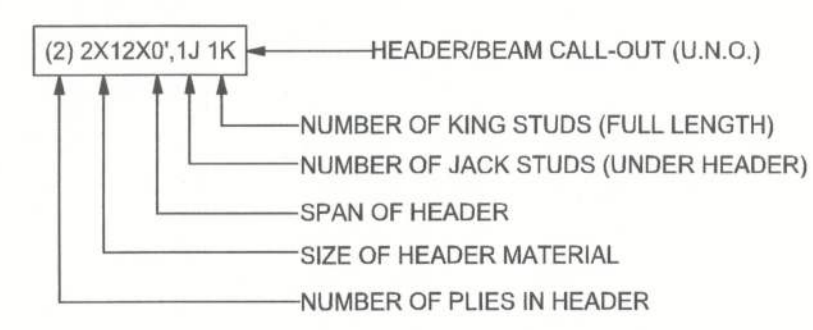 (2) 2X12X0',1J 1K HEADER/BEAM CALL-OUT (U.N.O.)
NUMBER OF KING STUDS (FULL LENGTH)
NUMBER OF JACK STUDS (UNDER HEADER)
SPAN OF HEADER
SIZE OF HEADER MATERIAL
NUMBER OF PLIES IN HEADER